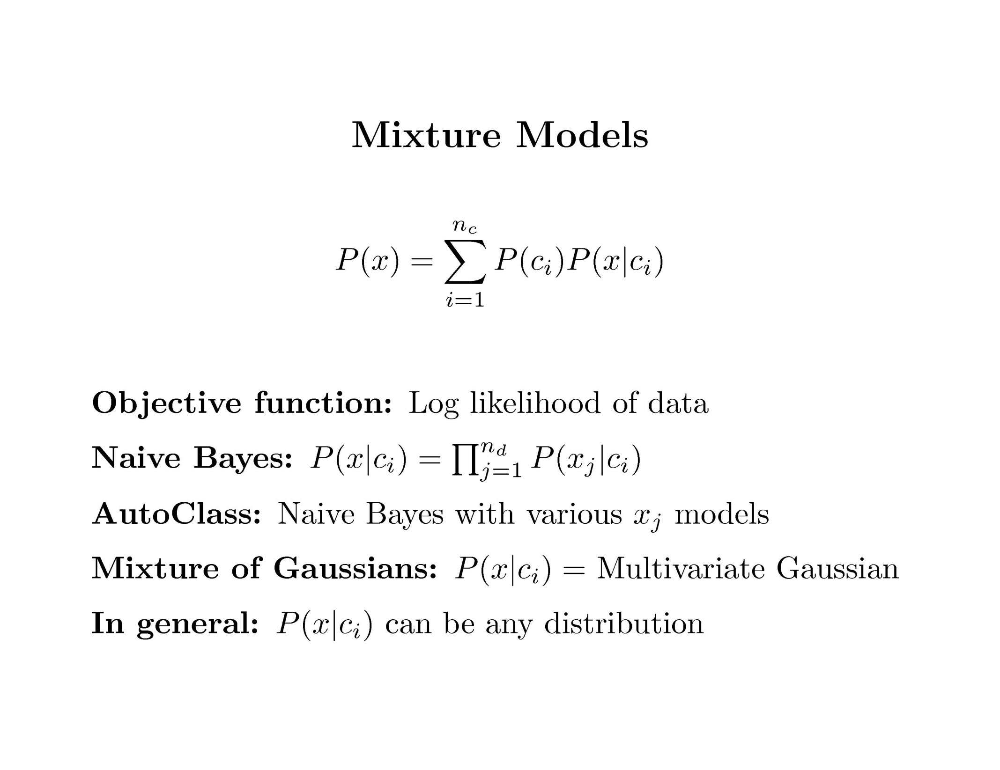 Mixture Models
$P(x) = \sum_{i=1}^{n_c} P(c_i)P(x|c_i)$
Objective function: Log likelihood of data
Naive Bayes: $P(x|c_i) = \prod_{j=1}^{n_d} P(x_j|c_i)$
AutoClass: Naive Bayes with various $x_j$ models
Mixture of Gaussians: $P(x|c_i)$ = Multivariate Gaussian
In general: $P(x|c_i)$ can be any distribution